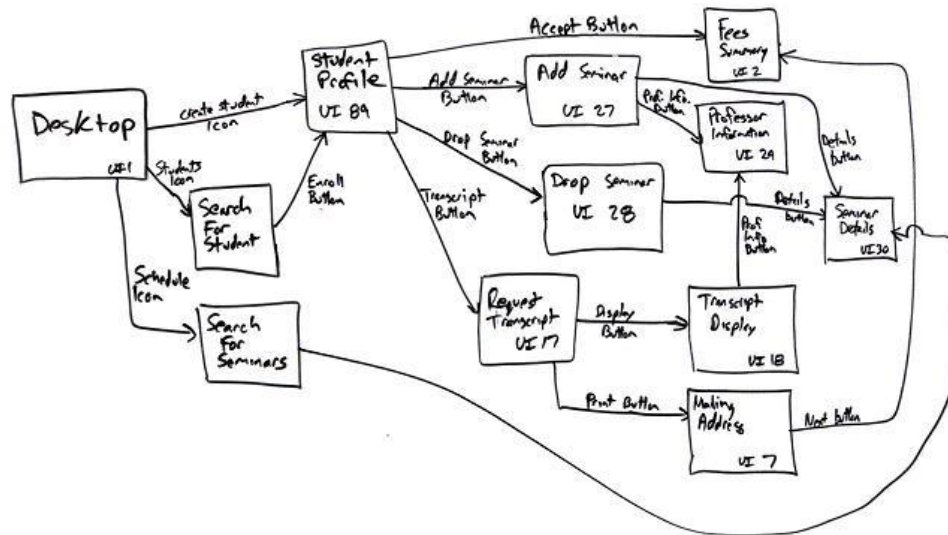 Desktop
UI1
Create Student
Icon
Students
Icon
Schedule
Icon
Search
For
Student
Search
For
Seminars
Enroll
Button
Student
Profile
UI 89
Accept Button
Add Seminar
Button
Drop Seminar
Button
Transcript
Button
Add Seminar
UI 27
Prof. Info.
Button
Drop Seminar
UI 28
Request
Transcript
UI 17
Display
Button
Print Button
Fees
Summary
UI 2
Professor
Information
UI 29
Details
Button
Details
Button
Seminar
Details
UI30
Prof
Info
Button
Transcript
Display
UI 18
Mailing
Address
UI 7
Next button